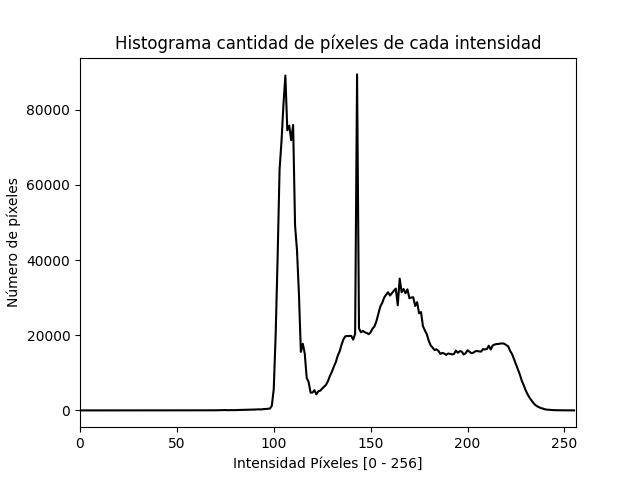 Histograma cantidad de píxeles de cada intensidad
Número de píxeles
80000
60000
40000
20000
0
0 50 100 150 200 250
Intensidad Píxeles [0 - 256]